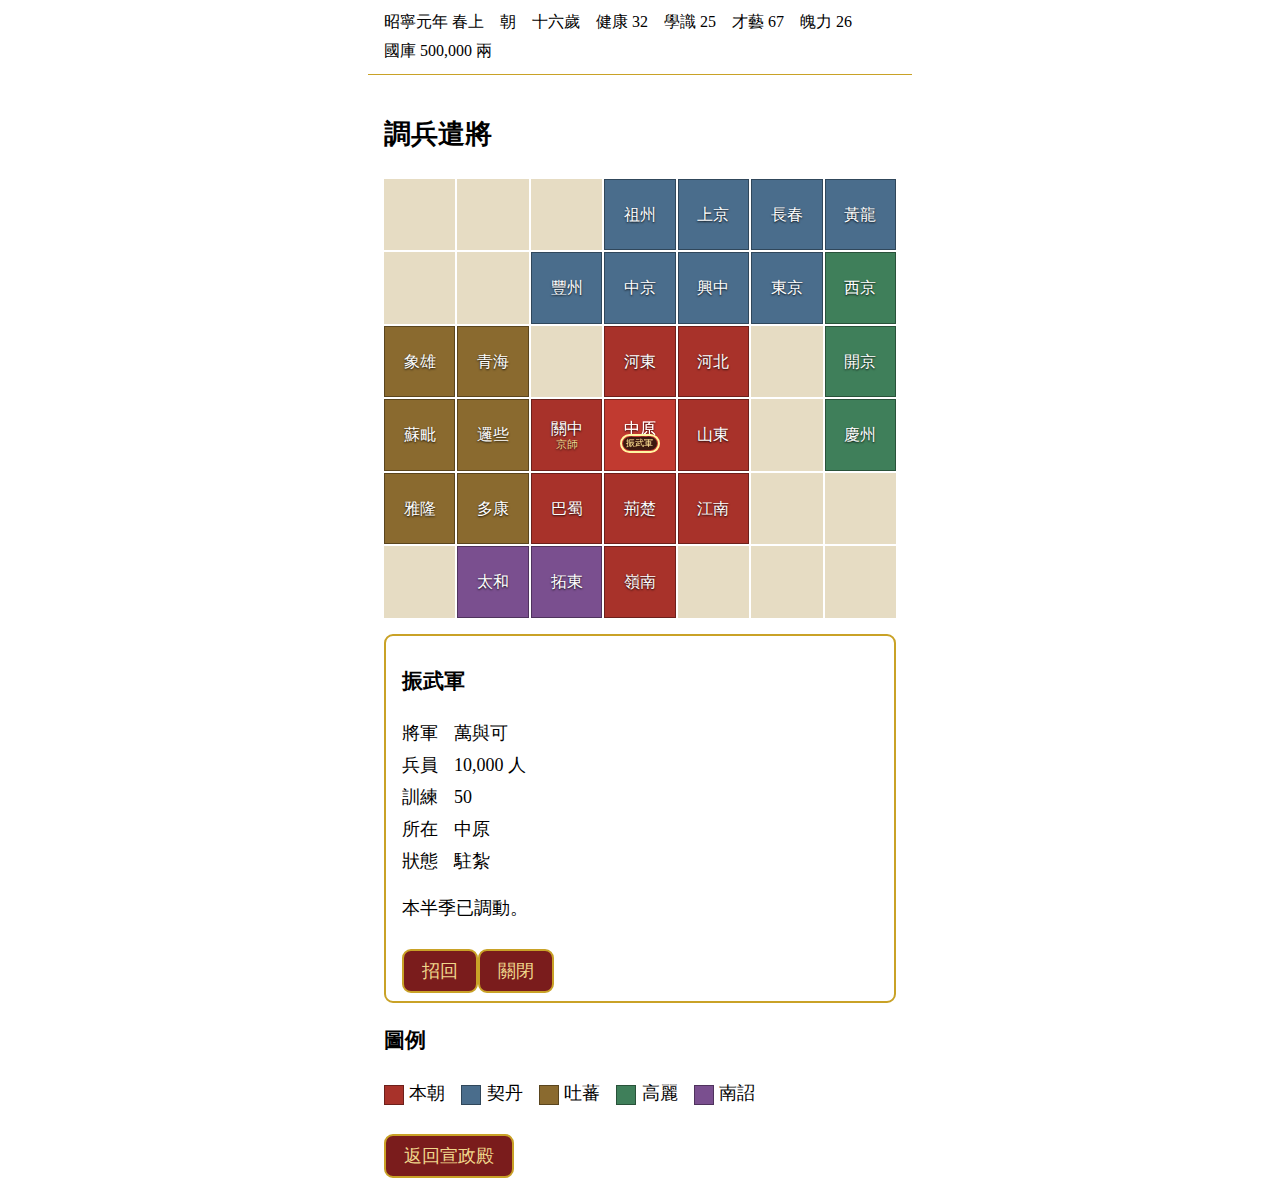 昭寧元年 春上　朝　十六歲　健康 32　學識 25　才藝 67　魄力 26
國庫 500,000 兩
調兵遣將
祖州 上京 長春 黃龍
豐州 中京 興中 東京 西京
象雄 青海 河東 河北 開京
蘇毗 邏些 關中 中原 山東 慶州
京師 振武軍
雅隆 多康 巴蜀 荊楚 江南
太和 拓東 嶺南
振武軍
將軍　萬與可
兵員　10,000 人
訓練　50
所在　中原
狀態　駐紮
本半季已調動。
招回 關閉
圖例
本朝 契丹 吐蕃 高麗 南詔
返回宣政殿